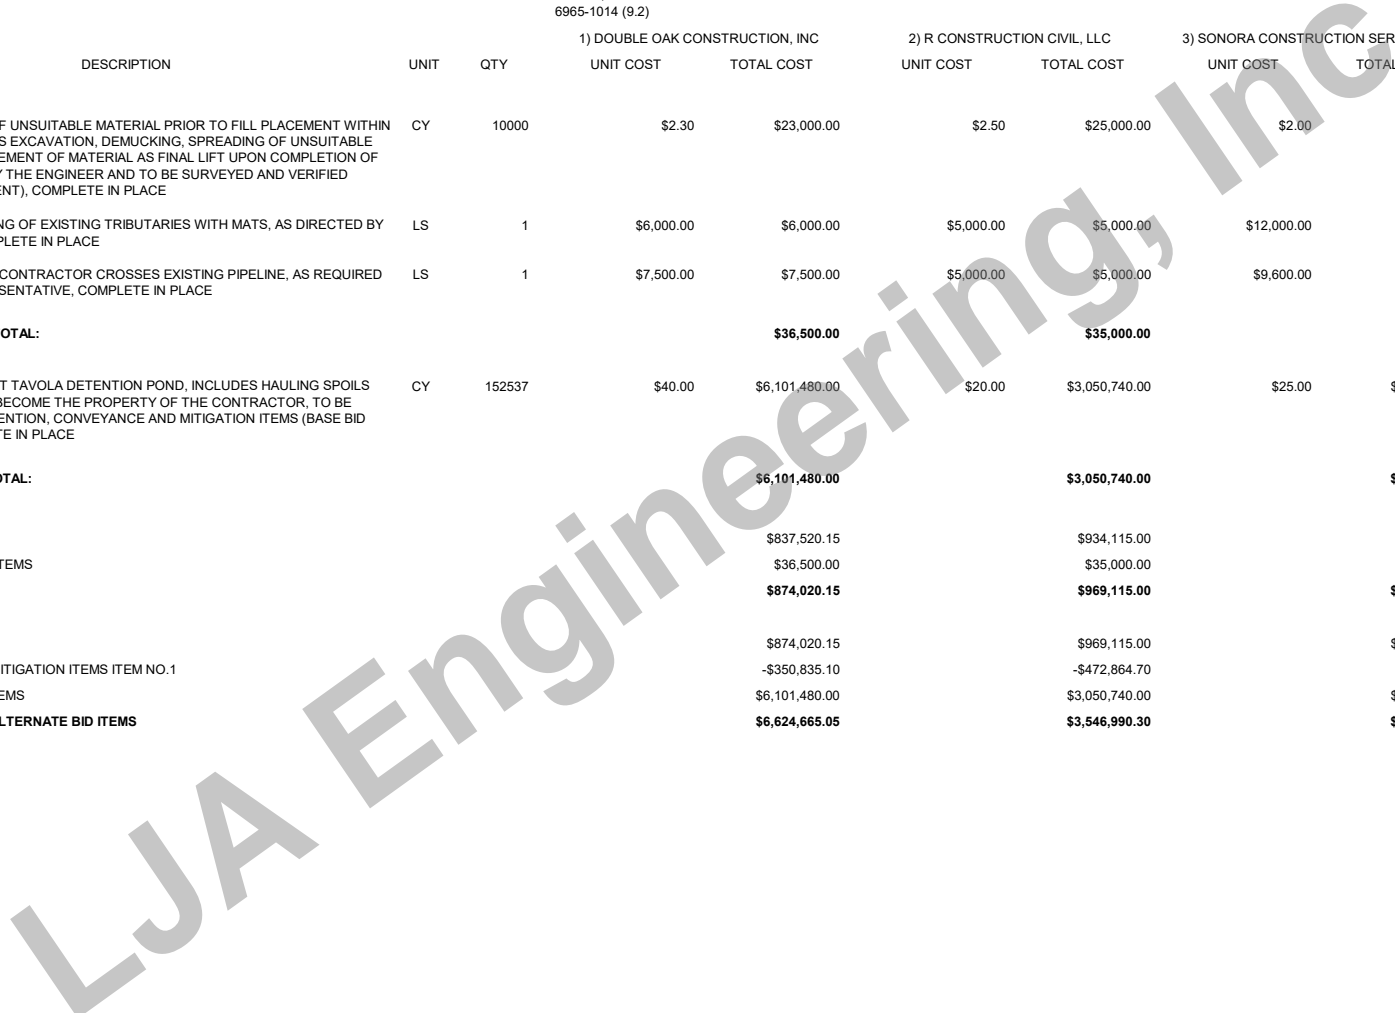 6965-1014 (9.2)
1) DOUBLE OAK CONSTRUCTION, INC 2) R CONSTRUCTION CIVIL, LLC 3) SONORA CONSTRUCTION SER
DESCRIPTION UNIT QTY UNIT COST TOTAL COST UNIT COST TOTAL COST UNIT COST TOTAL
F UNSUITABLE MATERIAL PRIOR TO FILL PLACEMENT WITHIN CY 10000 $2.30 $23,000.00 $2.50 $25,000.00 $2.00
S EXCAVATION, DEMUCKING, SPREADING OF UNSUITABLE
EMENT OF MATERIAL AS FINAL LIFT UPON COMPLETION OF
Y THE ENGINEER AND TO BE SURVEYED AND VERIFIED
ENT), COMPLETE IN PLACE
NG OF EXISTING TRIBUTARIES WITH MATS, AS DIRECTED BY LS 1 $6,000.00 $6,000.00 $5,000.00 $5,000.00 $12,000.00
PLETE IN PLACE
CONTRACTOR CROSSES EXISTING PIPELINE, AS REQUIRED LS 1 $7,500.00 $7,500.00 $5,000.00 $5,000.00 $9,600.00
SENTATIVE, COMPLETE IN PLACE
OTAL: $36,500.00 $35,000.00
T TAVOLA DETENTION POND, INCLUDES HAULING SPOILS CY 152537 $40.00 $6,101,480.00 $20.00 $3,050,740.00 $25.00 $
BECOME THE PROPERTY OF THE CONTRACTOR, TO BE
ENTION, CONVEYANCE AND MITIGATION ITEMS (BASE BID
TE IN PLACE
OTAL: $6,101,480.00 $3,050,740.00 $
$837,520.15 $934,115.00
TEMS $36,500.00 $35,000.00
$874,020.15 $969,115.00 $
$874,020.15 $969,115.00 $
ITIGATION ITEMS ITEM NO.1 -$350,835.10 -$472,864.70
EMS $6,101,480.00 $3,050,740.00 $
LTERNATE BID ITEMS $6,624,665.05 $3,546,990.30 $
LJA Engineering, Inc